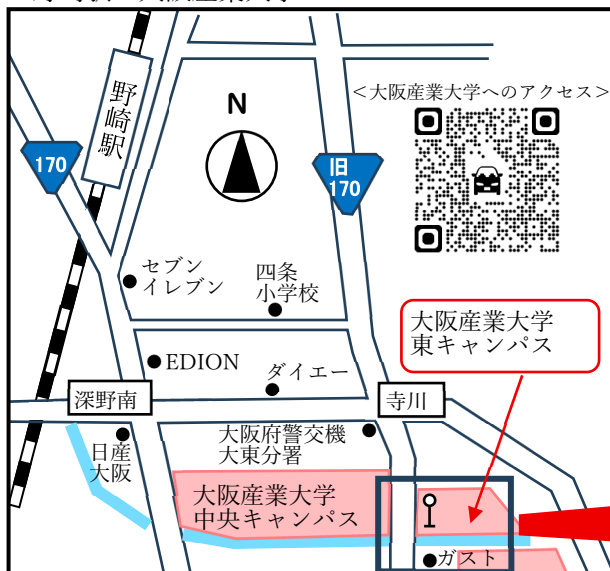 <大阪産業大学へのアクセス>
N
野崎駅
170
旧
170
セブン
イレブン
四条
小学校
大阪産業大学
東キャンパス
EDION
ダイエー
深野南
寺川
日産
大阪
大阪府警交機
大東分署
大阪産業大学
中央キャンパス
ガスト